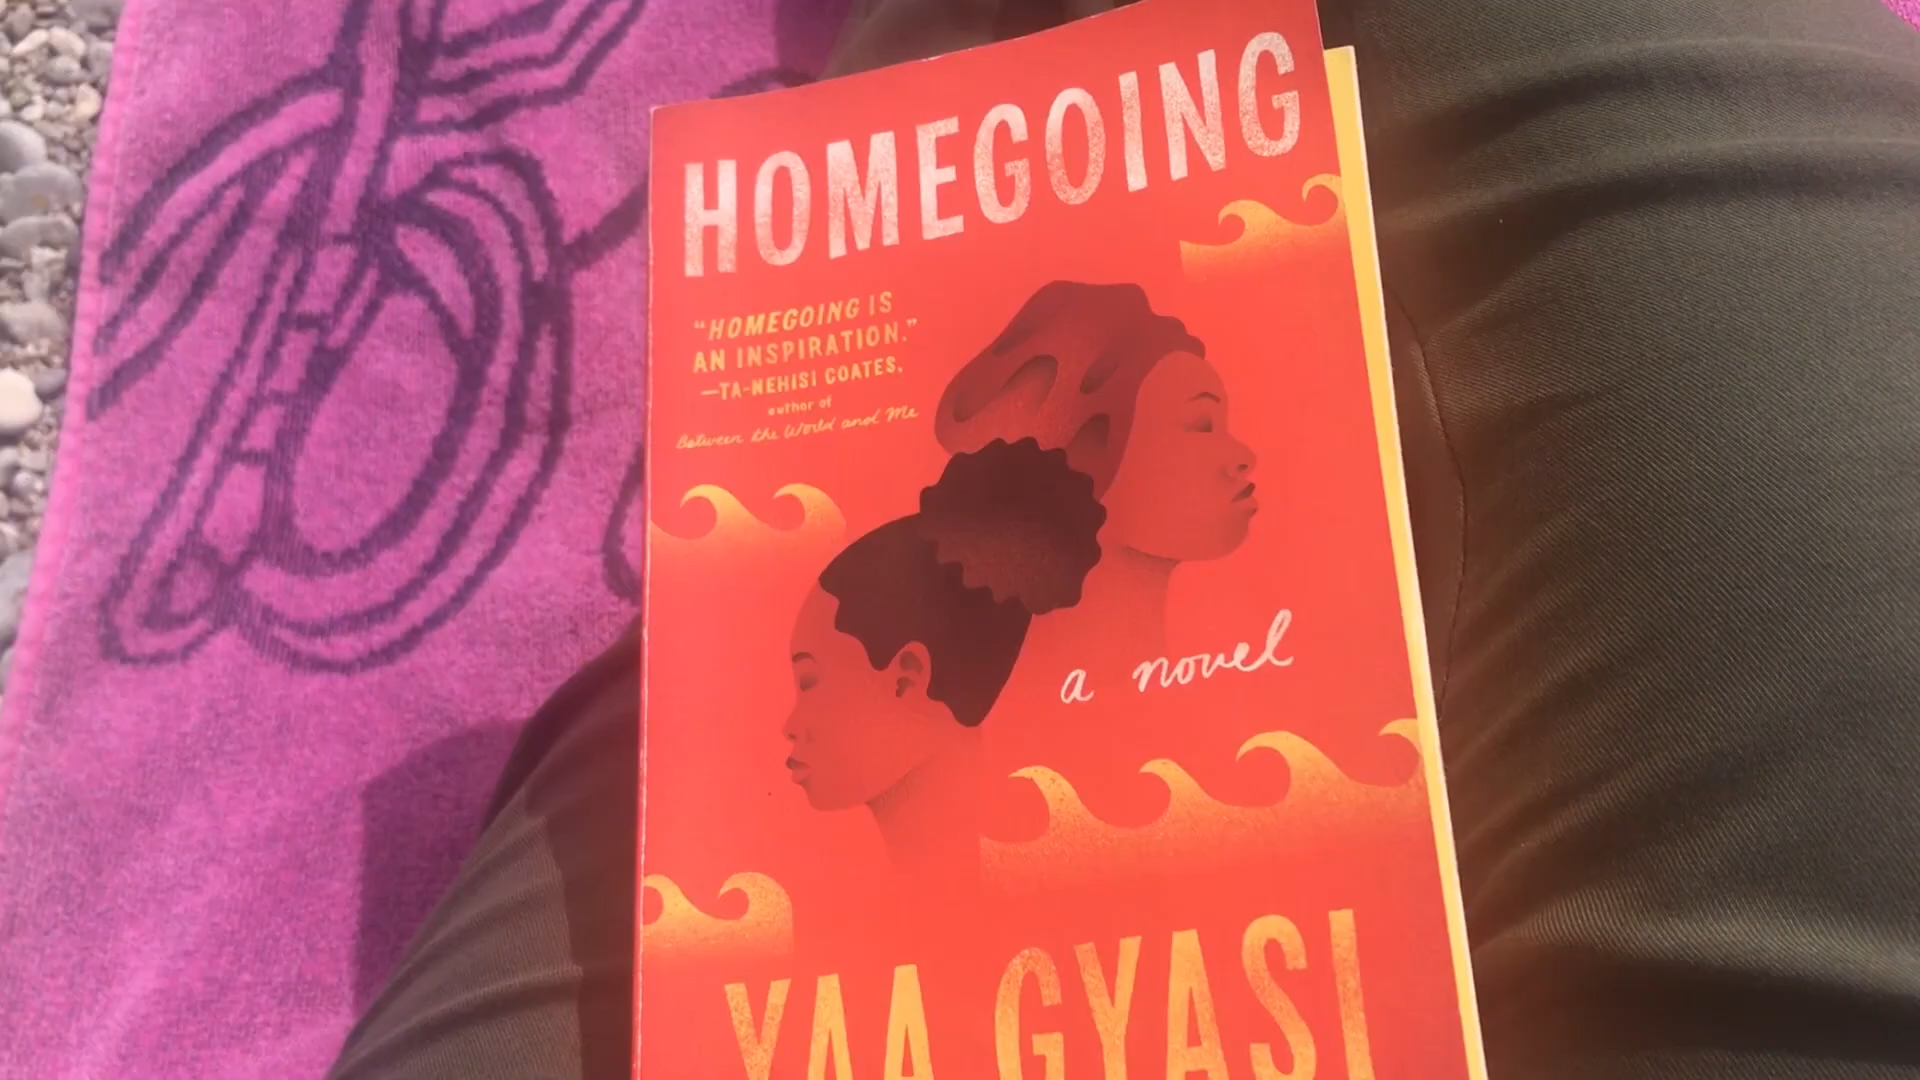 HOMEGOING
"HOMEGOING IS
AN INSPIRATION."
—TA-NEHISI COATES,
author of
Between the World and Me
a novel
YAA GYASI